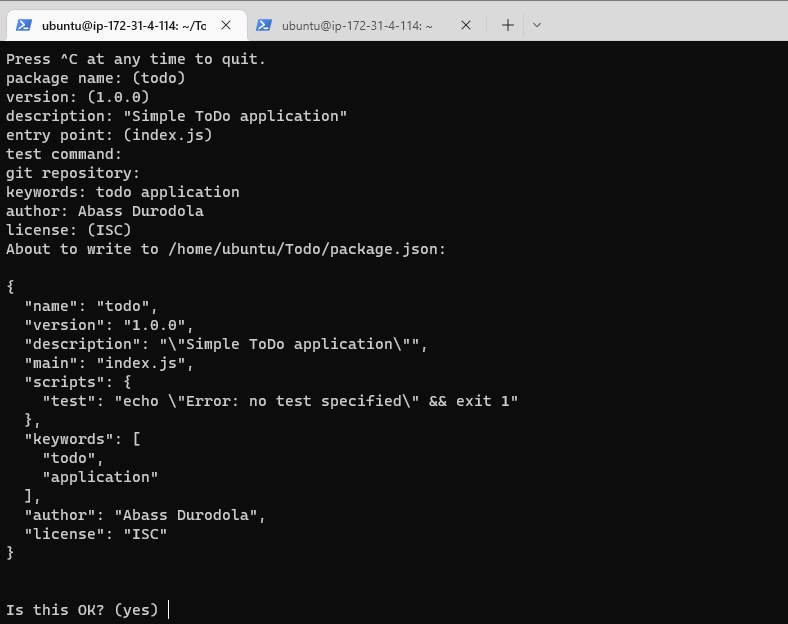 ubuntu@ip-172-31-4-114: ~/To
ubuntu@ip-172-31-4-114: ~
Press ^C at any time to quit.
package name: (todo)
version: (1.0.0)
description: "Simple ToDo application"
entry point: (index.js)
test command:
git repository:
keywords: todo application
author: Abass Durodola
license: (ISC)
About to write to /home/ubuntu/Todo/package.json:

{
  "name": "todo",
  "version": "1.0.0",
  "description": "\"Simple ToDo application\"",
  "main": "index.js",
  "scripts": {
    "test": "echo \"Error: no test specified\" && exit 1"
  },
  "keywords": [
    "todo",
    "application"
  ],
  "author": "Abass Durodola",
  "license": "ISC"
}

Is this OK? (yes)